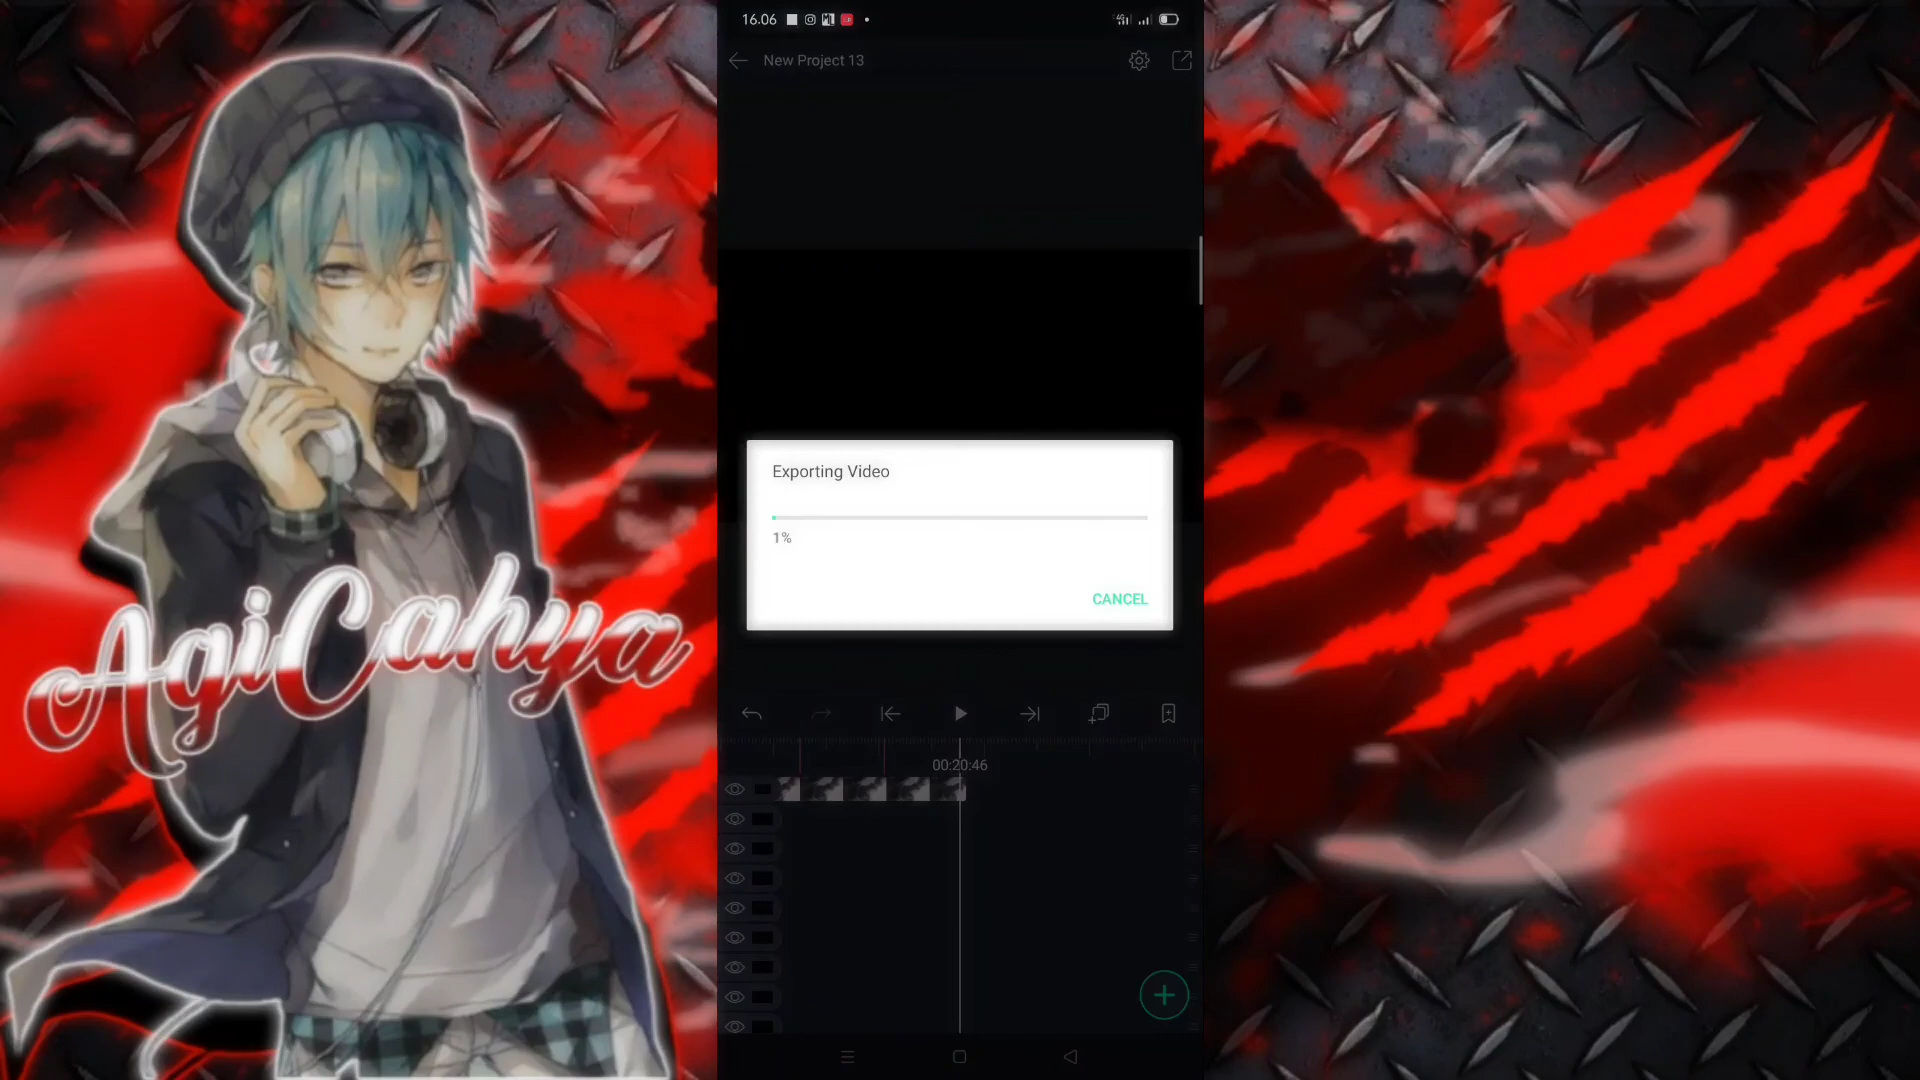 16.06
New Project 13
Exporting Video
1%
CANCEL
AgiCahya
00:20:46